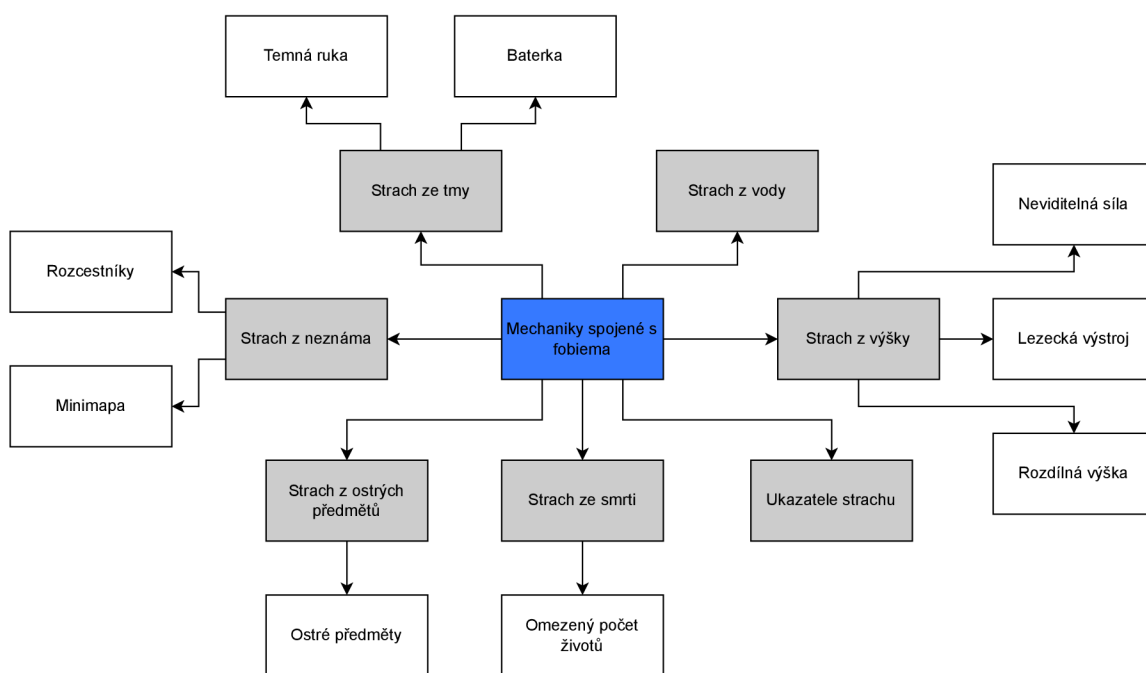 Temná ruka
Baterka
Strach ze tmy
Strach z vody
Neviditelná síla
Rozcestníky
Strach z neznáma
Mechaniky spojené s
fobiema
Strach z výšky
Lezecká výstroj
Minimapa
Rozdílná výška
Strach z ostrých
předmětů
Strach ze smrti
Ukazatele strachu
Ostré předměty
Omezený počet
životů